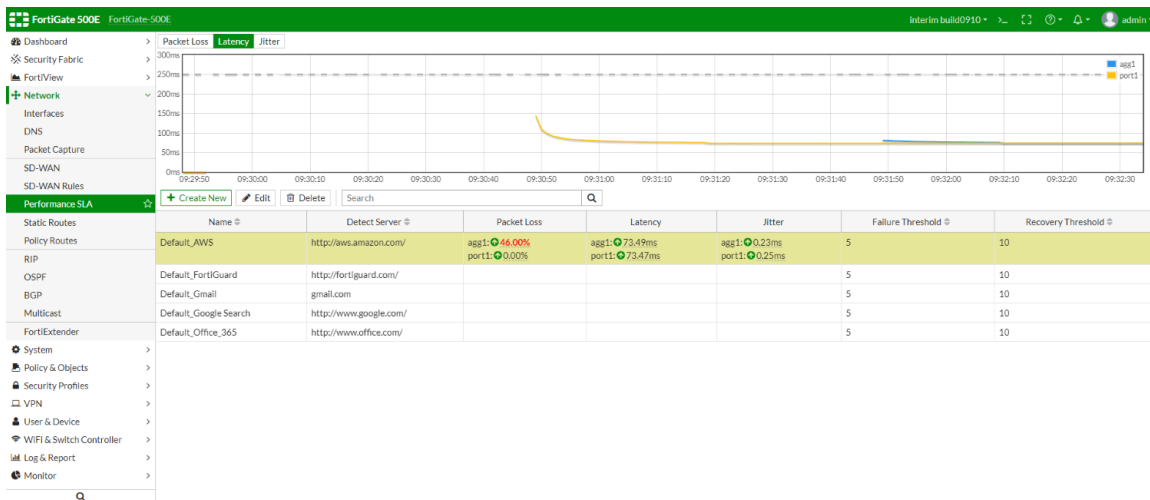 FortiGate 500E FortiGate-500E
interim build0910 >_ admin
Dashboard
Security Fabric
FortiView
Network
Interfaces
DNS
Packet Capture
SD-WAN
SD-WAN Rules
Performance SLA
Static Routes
Policy Routes
RIP
OSPF
BGP
Multicast
FortiExtender
System
Policy & Objects
Security Profiles
VPN
User & Device
WiFi & Switch Controller
Log & Report
Monitor
Packet Loss Latency Jitter
300ms
250ms
200ms
150ms
100ms
50ms
0ms
agg1
port1
09:29:50 09:30:00 09:30:10 09:30:20 09:30:30 09:30:40 09:30:50 09:31:00 09:31:10 09:31:20 09:31:30 09:31:40 09:31:50 09:32:00 09:32:10 09:32:20 09:32:30
+ Create New Edit Delete Search
Name Detect Server Packet Loss Latency Jitter Failure Threshold Recovery Threshold
Default_AWS http://aws.amazon.com/ agg1: 46.00% agg1: 73.49ms agg1: 0.23ms 5 10
port1: 0.00% port1: 73.47ms port1: 0.25ms
Default_FortiGuard http://fortiguard.com/ 5 10
Default_Gmail gmail.com 5 10
Default_Google Search http://www.google.com/ 5 10
Default_Office_365 http://www.office.com/ 5 10